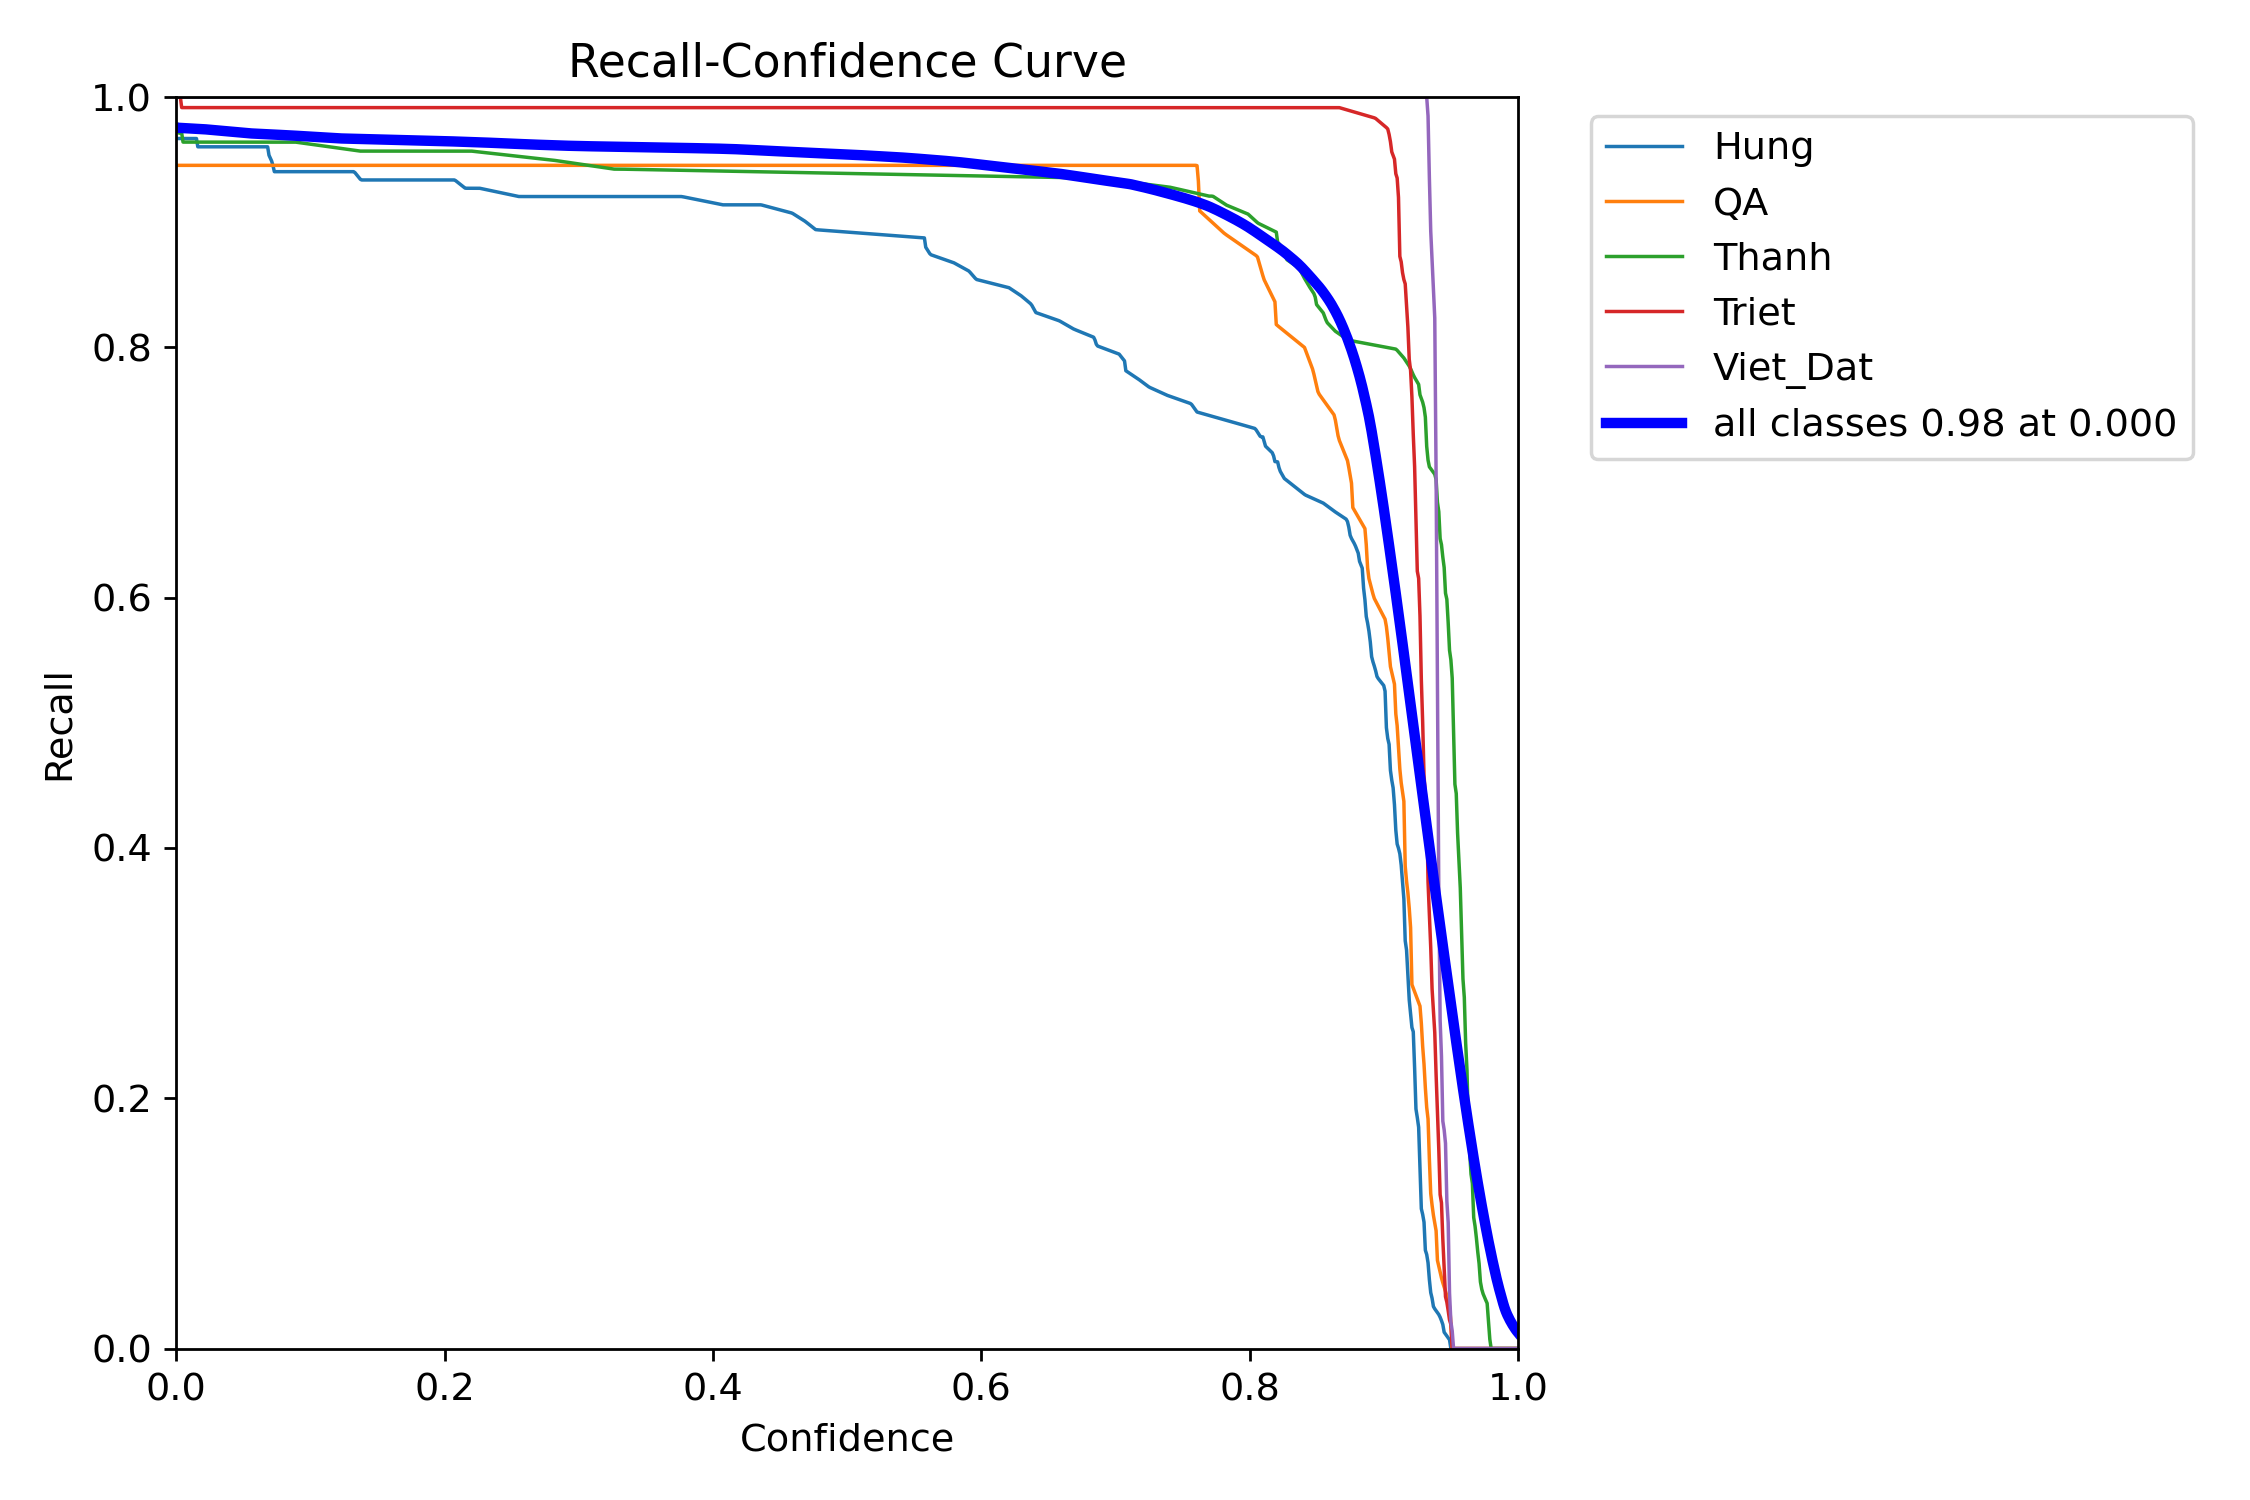 Recall-Confidence Curve
1.0
0.8
0.6
0.4
0.2
0.0
Recall
0.0 0.2 0.4 0.6 0.8 1.0
Confidence
Hung
QA
Thanh
Triet
Viet_Dat
all classes 0.98 at 0.000